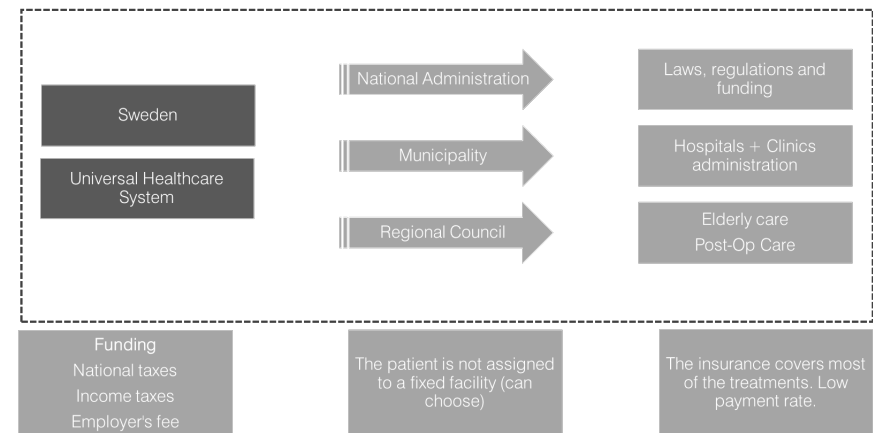 Sweden
Universal Healthcare
System
National Administration
Municipality
Regional Council
Laws, regulations and
funding
Hospitals + Clinics
administration
Elderly care
Post-Op Care
Funding
National taxes
Income taxes
Employer's fee
The patient is not assigned
to a fixed facility (can
choose)
The insurance covers most
of the treatments. Low
payment rate.